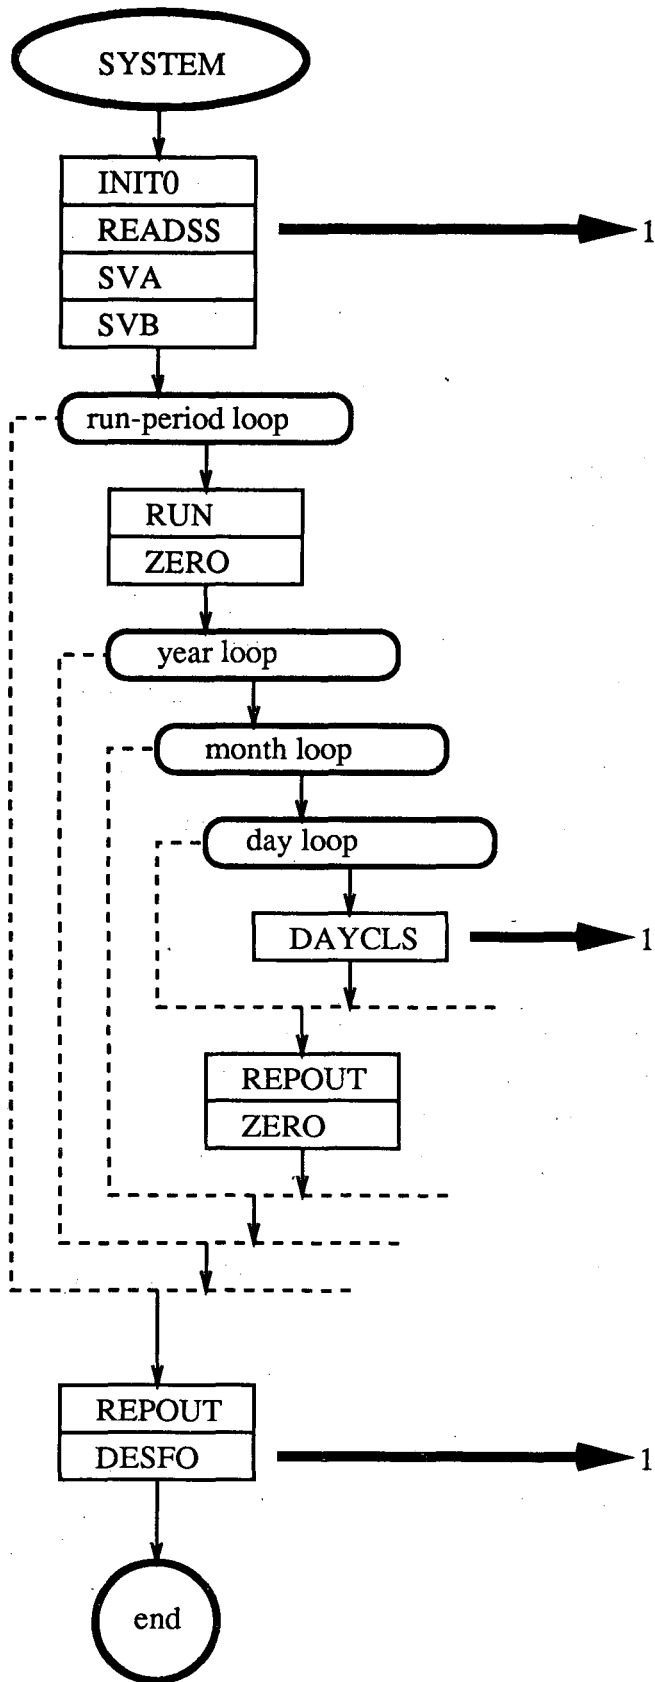 SYSTEM
INIT0
READSS
1
SVA
SVB
run-period loop
RUN
ZERO
year loop
month loop
day loop
DAYCLS
1
REPOUT
ZERO
REPOUT
DESFO
1
end